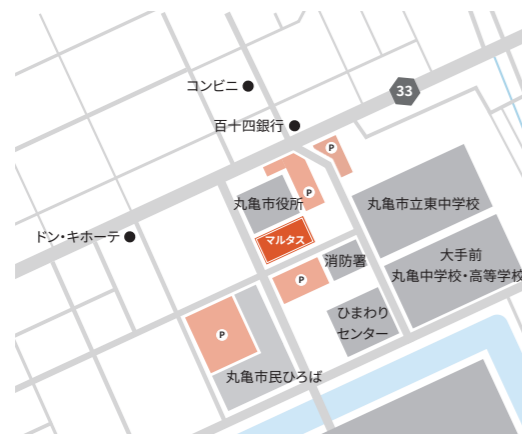 コンビニ
33
百十四銀行
P
P
丸亀市役所
丸亀市立東中学校
ドン・キホーテ
マルタス
消防署
大手前
丸亀中学校・高等学校
P
ひまわり
センター
P
丸亀市民ひろば